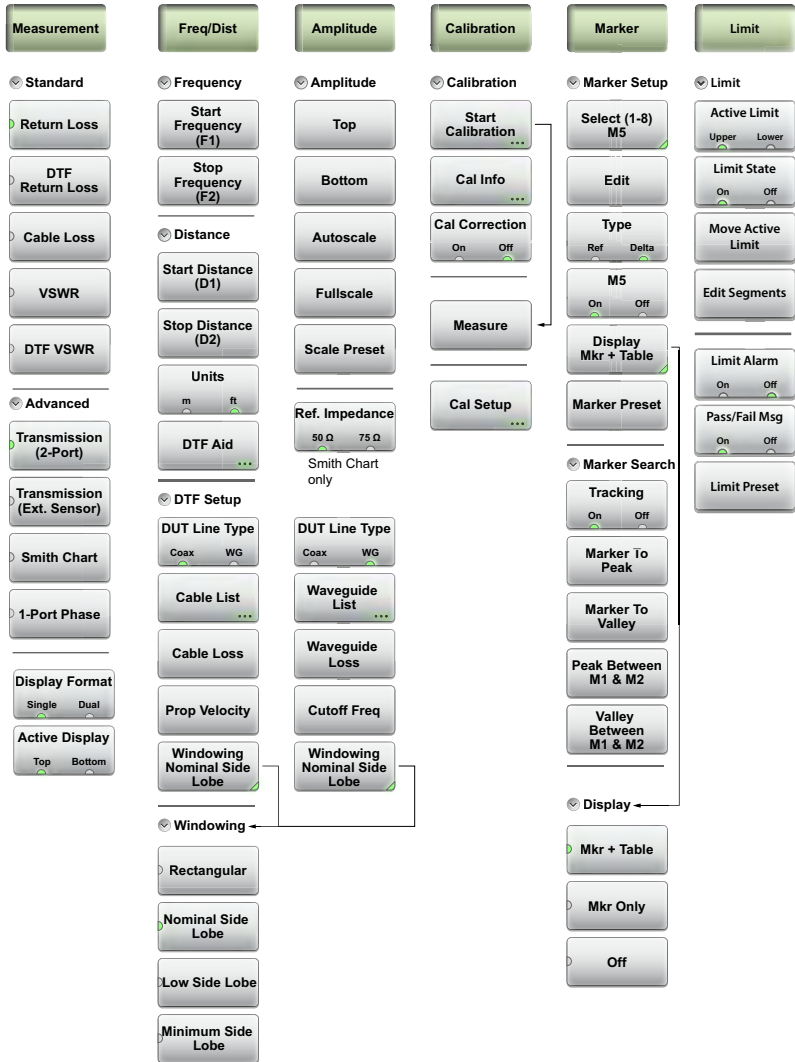 Measurement
Standard
Return Loss
DTF
Return Loss
Cable Loss
VSWR
DTF VSWR
Advanced
Transmission
(2-Port)
Transmission
(Ext. Sensor)
Smith Chart
1-Port Phase
Display Format
Single Dual
Active Display
Top Bottom
Freq/Dist
Frequency
Start
Frequency
(F1)
Stop
Frequency
(F2)
Distance
Start Distance
(D1)
Stop Distance
(D2)
Units
m ft
DTF Aid
DTF Setup
DUT Line Type
Coax WG
Cable List
Cable Loss
Prop Velocity
Windowing
Nominal Side
Lobe
Windowing
Rectangular
Nominal Side
Lobe
Low Side Lobe
Minimum Side
Lobe
Amplitude
Amplitude
Top
Bottom
Autoscale
Fullscale
Scale Preset
Ref. Impedance
50 Ω 75 Ω
Smith Chart
only
DUT Line Type
Coax WG
Waveguide
List
Waveguide
Loss
Cutoff Freq
Windowing
Nominal Side
Lobe
Calibration
Calibration
Start
Calibration
Cal Info
Cal Correction
On Off
Measure
Cal Setup
Marker
Marker Setup
Select (1-8)
M5
Edit
Type
Ref Delta
M5
On Off
Display
Mkr + Table
Marker Preset
Marker Search
Tracking
On Off
Marker To
Peak
Marker To
Valley
Peak Between
M1 & M2
Valley
Between
M1 & M2
Display
Mkr + Table
Mkr Only
Off
Limit
Limit
Active Limit
Upper Lower
Limit State
On Off
Move Active
Limit
Edit Segments
Limit Alarm
On Off
Pass/Fail Msg
On Off
Limit Preset